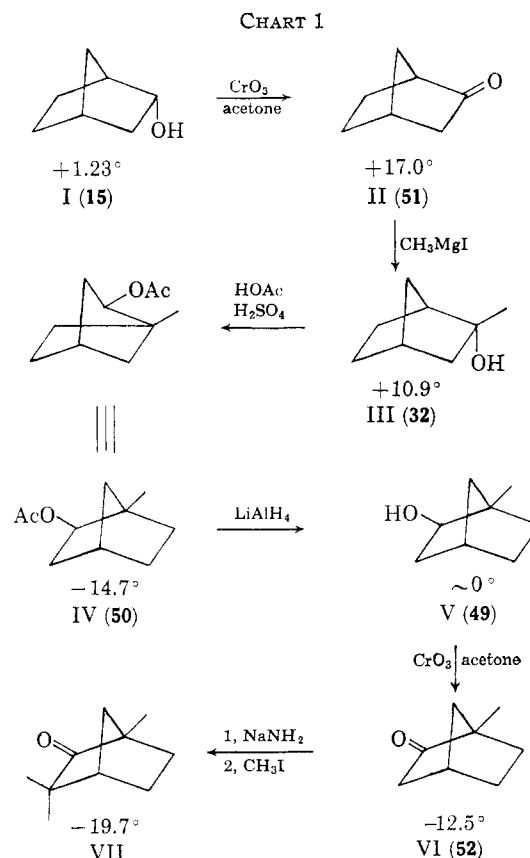 CHART 1
CrO₃
acetone
OH
O
+1.23°
I (15)
+17.0°
II (51)
CH₃MgI
OAc
HOAc
H₂SO₄
OH
+10.9°
III (32)
AcO
LiAlH₄
HO
−14.7°
IV (50)
~0°
V (49)
CrO₃ acetone
O
1, NaNH₂
2, CH₃I
O
−19.7°
VII
−12.5°
VI (52)